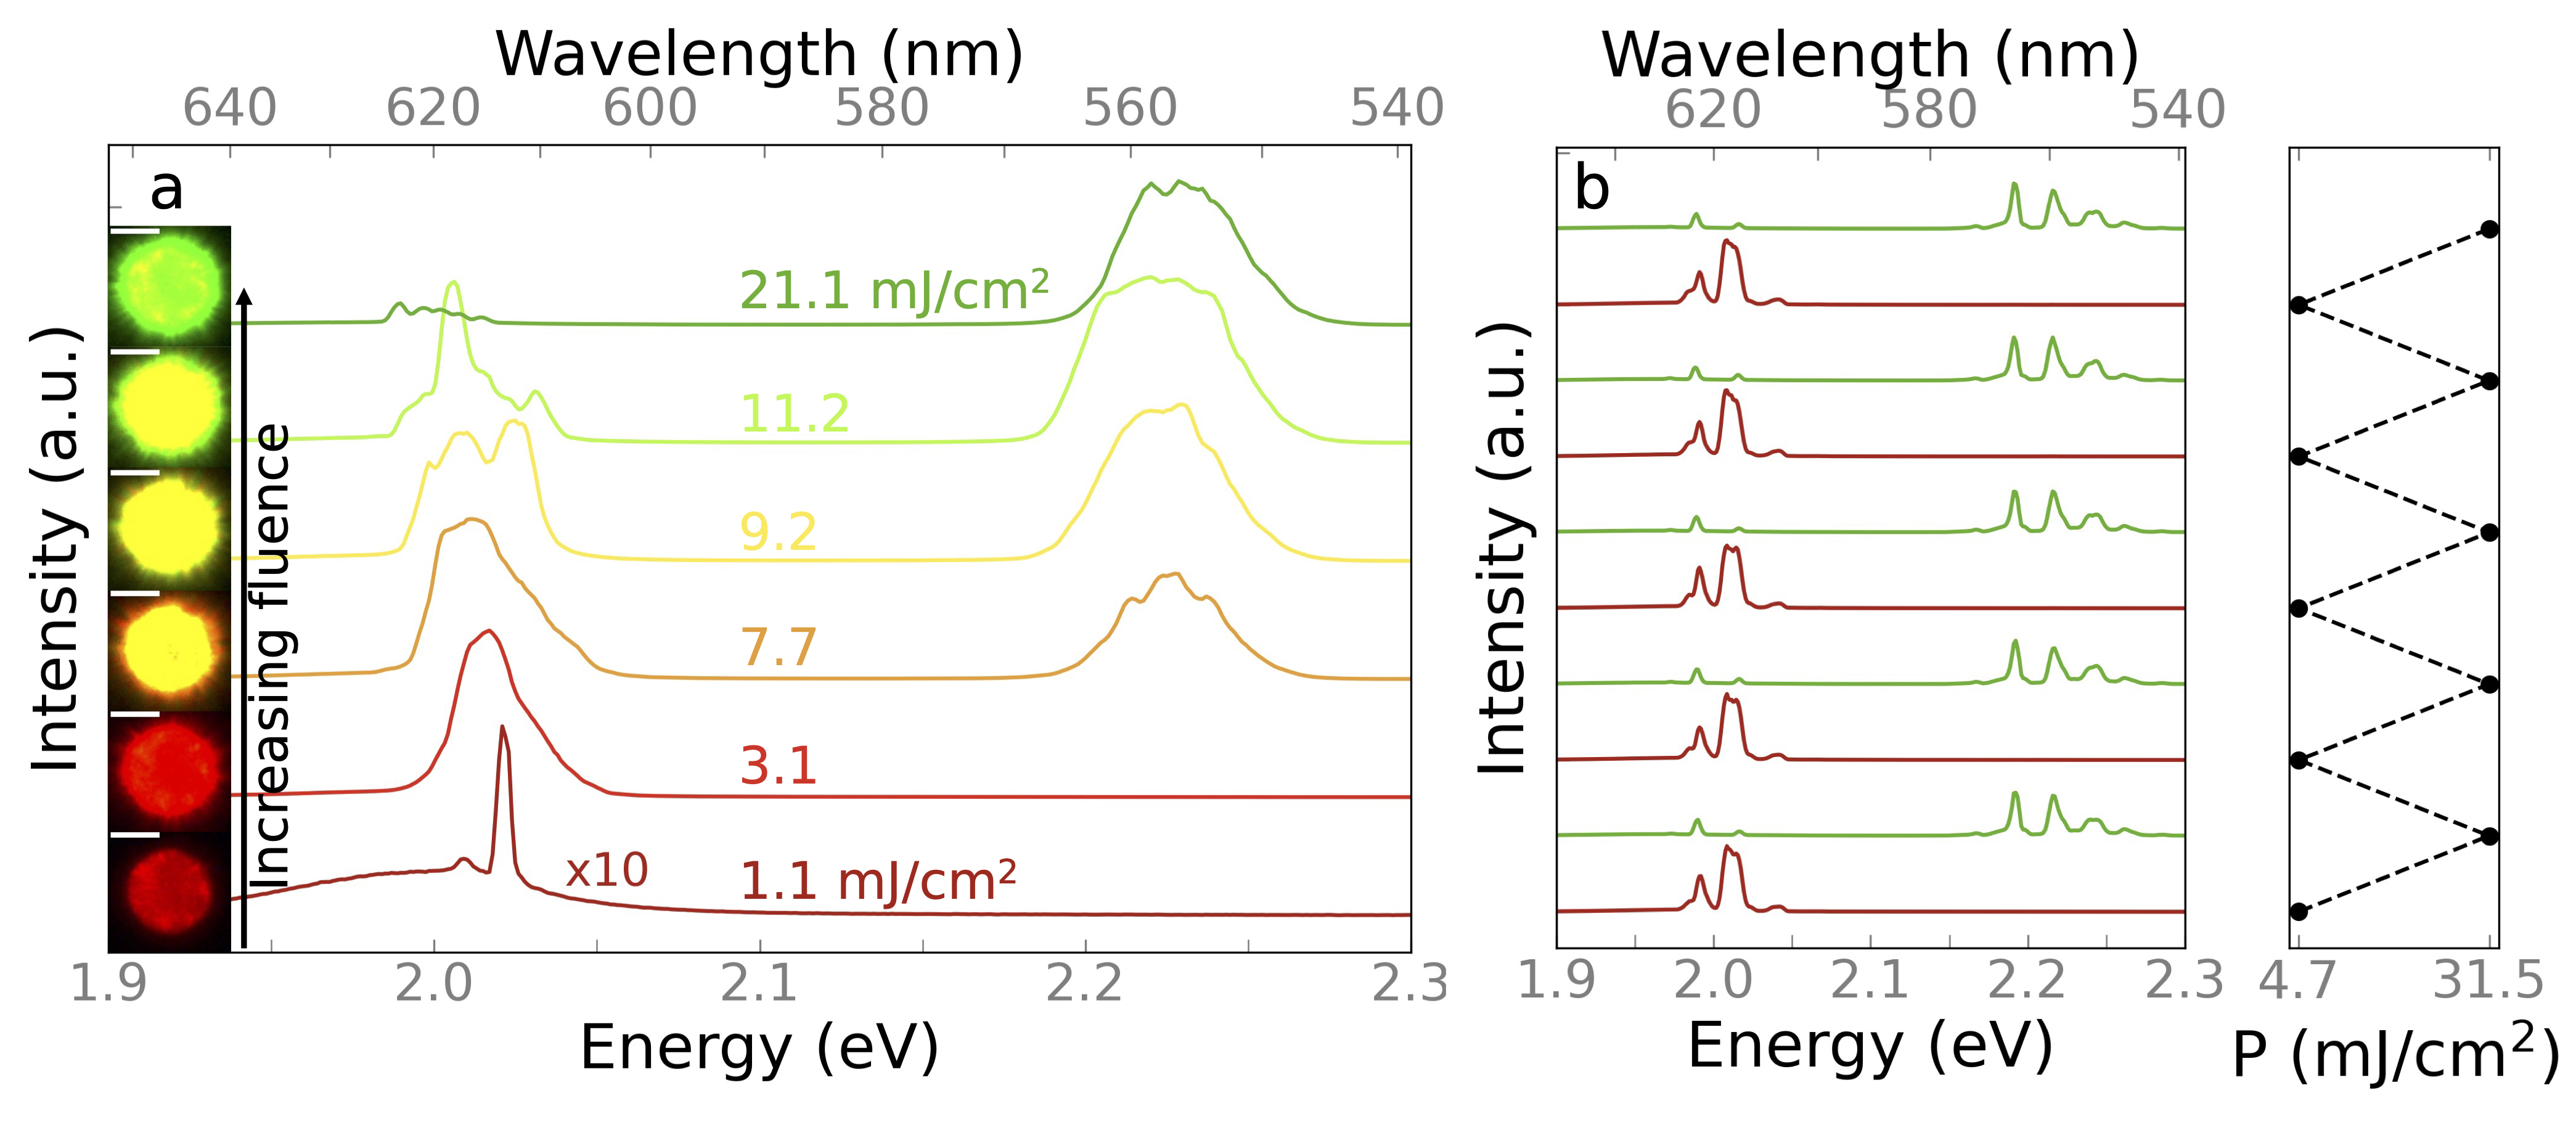 Wavelength (nm)
640 620 600 580 560 540
a
Intensity (a.u.)
Increasing fluence
21.1 mJ/cm²
11.2
9.2
7.7
3.1
x10
1.1 mJ/cm²
1.9 2.0 2.1 2.2 2.3
Energy (eV)
Wavelength (nm)
620 580 540
b
Intensity (a.u.)
1.9 2.0 2.1 2.2 2.3
Energy (eV)
4.7 31.5
P (mJ/cm²)